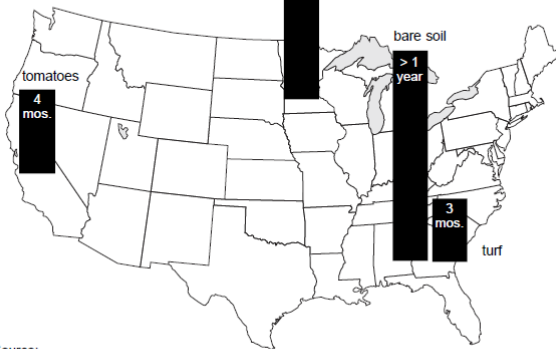 bare soil
> 1
year
tomatoes
4
mos.
3
mos.
turf